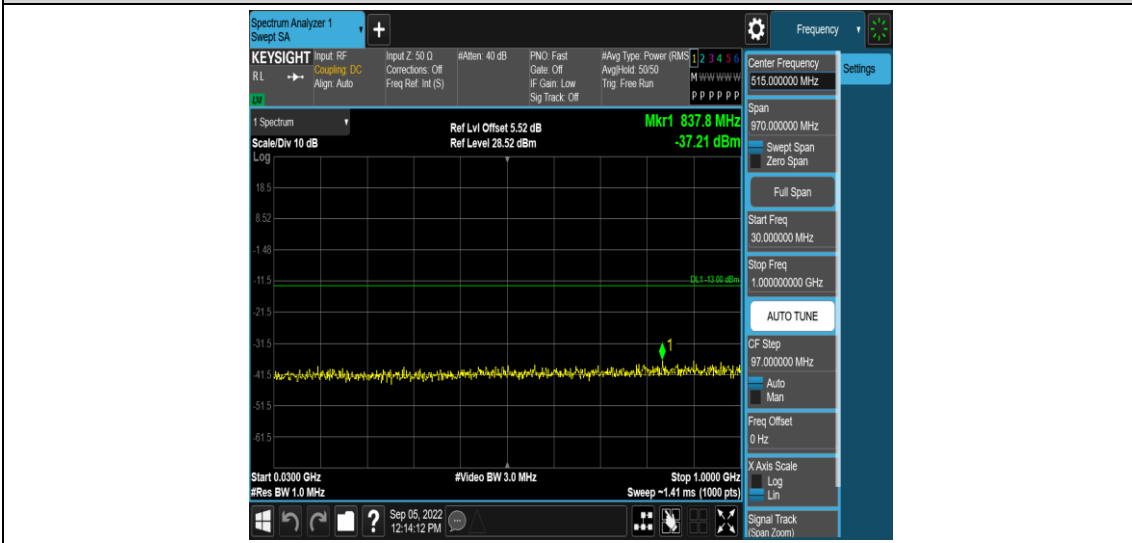 Spectrum Analyzer 1
Swept SA
+
Frequency
KEYSIGHT
Input: RF
Coupling: DC
Align: Auto
Input Z: 50 Ω
Corrections: Off
Freq Ref: Int (S)
#Atten: 40 dB
PNO: Fast
Gate: Off
IF Gain: Low
Sig Track: Off
#Avg Type: Power (RMS
Avg|Hold: 50/50
Trig: Free Run
1 2 3 4 5 6
M W W W W W
P P P P P P
RL
1 Spectrum
Scale/Div 10 dB
Log
Ref Lvl Offset 5.52 dB
Ref Level 28.52 dBm
Mkr1 837.8 MHz
-37.21 dBm
18.5
8.52
-1.48
-11.5
-21.5
-31.5
-41.5
-51.5
-61.5
DL1 -13.00 dBm
1
Start 0.0300 GHz
#Res BW 1.0 MHz
#Video BW 3.0 MHz
Stop 1.0000 GHz
Sweep ~1.41 ms (1000 pts)
?
Sep 05, 2022
12:14:12 PM
Center Frequency
515.000000 MHz
Settings
Span
970.000000 MHz
Swept Span
Zero Span
Full Span
Start Freq
30.000000 MHz
Stop Freq
1.000000000 GHz
AUTO TUNE
CF Step
97.000000 MHz
Auto
Man
Freq Offset
0 Hz
X Axis Scale
Log
Lin
Signal Track
(Span Zoom)